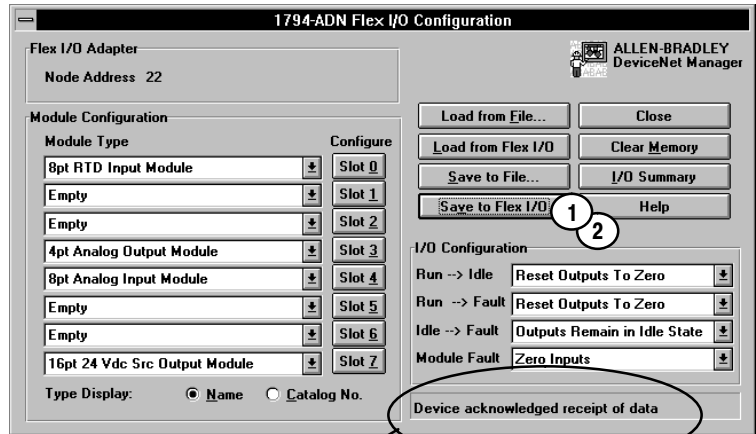 1794-ADN Flex I/O Configuration
Flex I/O Adapter
Node Address 22
ALLEN-BRADLEY
DeviceNet Manager
Module Configuration
Module Type
Configure
8pt RTD Input Module
Slot 0
Empty
Slot 1
Empty
Slot 2
4pt Analog Output Module
Slot 3
8pt Analog Input Module
Slot 4
Empty
Slot 5
Empty
Slot 6
16pt 24 Vdc Src Output Module
Slot 7
Type Display:
Name
Catalog No.
Load from File...
Close
Load from Flex I/O
Clear Memory
Save to File...
I/O Summary
Save to Flex I/O
Help
1
2
I/O Configuration
Run --> Idle
Reset Outputs To Zero
Run --> Fault
Reset Outputs To Zero
Idle --> Fault
Outputs Remain in Idle State
Module Fault
Zero Inputs
Device acknowledged receipt of data